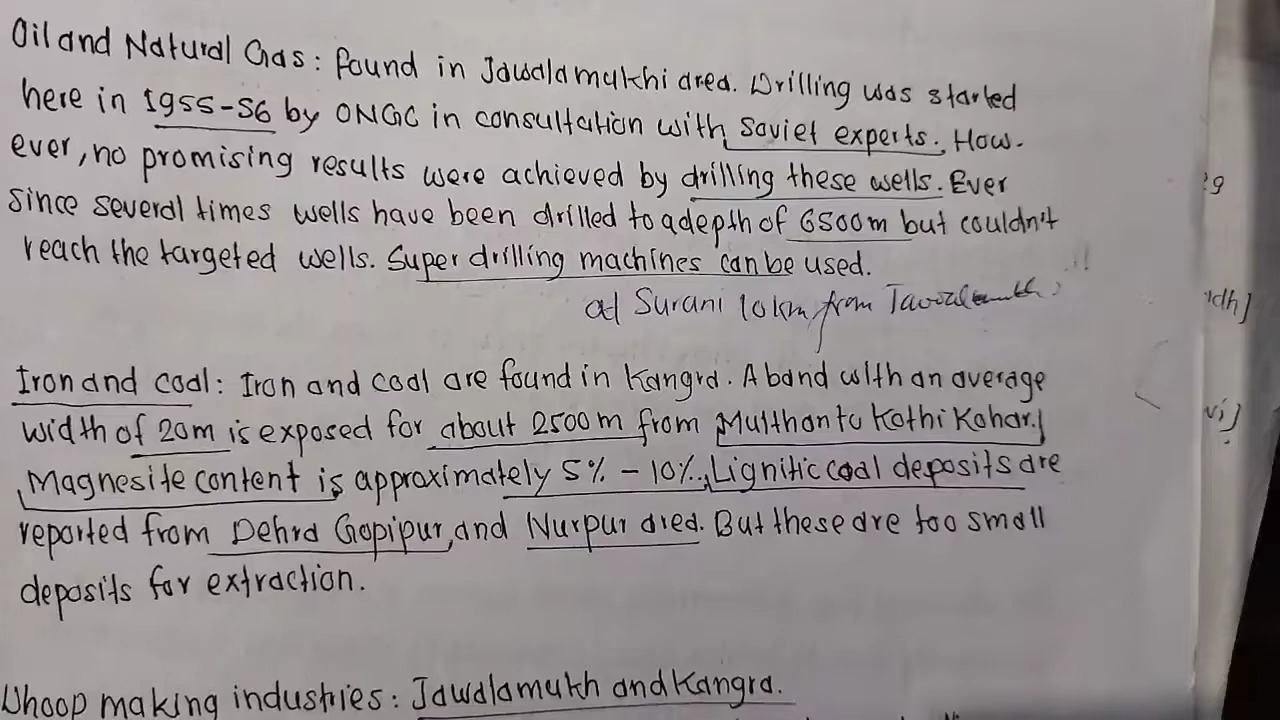 Oil and Natural Gas: found in Jawalamukhi area. Drilling was started
here in 1955-56 by ONGC in consultation with Soviet experts. How-
ever, no promising results were achieved by drilling these wells. Ever
since several times wells have been drilled to a depth of 6500m but couldn't
reach the targeted wells. Super drilling machines can be used.
at Surani 10km from
Iron and coal: Iron and coal are found in Kangra. A band with an average
width of 20m is exposed for about 2500m from Multhan to Kothi Kohar.
Magnesite content is approximately 5% - 10%. Lignitic coal deposits are
reported from Dehra Gopipur, and Nurpur area. But these are too small
deposits for extraction.
Dhoop making industries: Jawalamukh and Kangra.